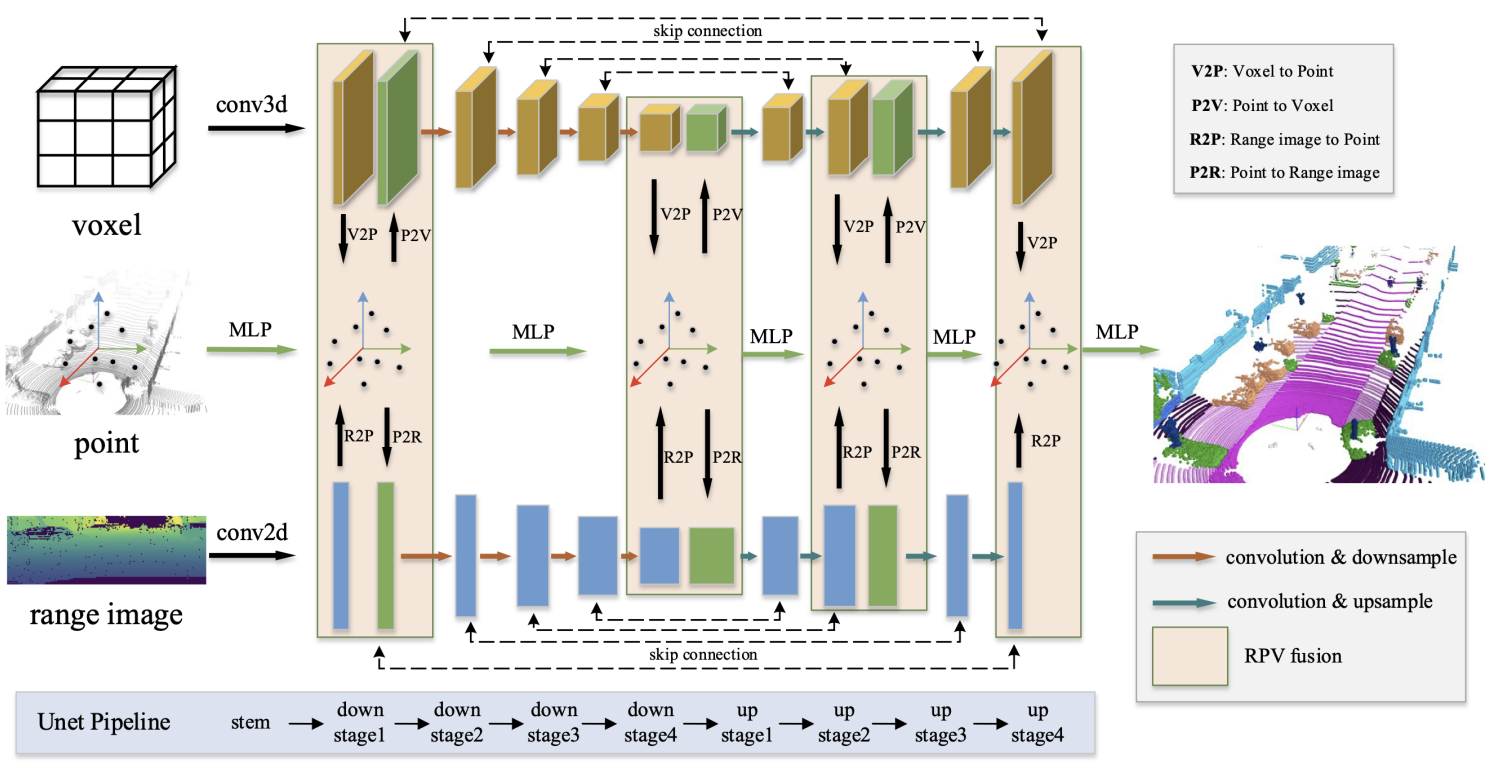 skip connection
V2P: Voxel to Point
P2V: Point to Voxel
R2P: Range image to Point
P2R: Point to Range image
conv3d
voxel
V2P P2V V2P P2V V2P P2V V2P
MLP MLP MLP MLP MLP
point
R2P P2R R2P P2R R2P P2R R2P
conv2d
range image
skip connection
convolution & downsample
convolution & upsample
RPV fusion
Unet Pipeline stem down stage1 down stage2 down stage3 down stage4 up stage1 up stage2 up stage3 up stage4